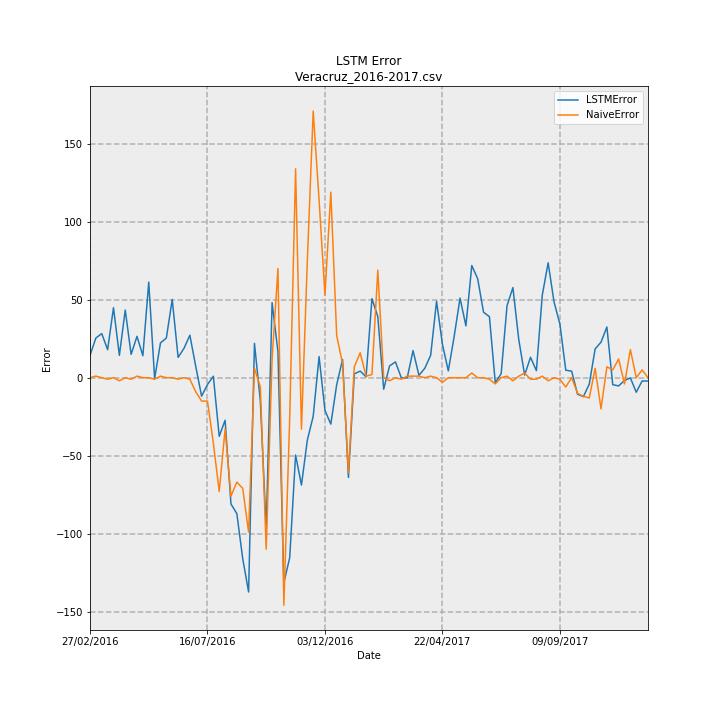 LSTM Error
Veracruz_2016-2017.csv
LSTMError
NaiveError
150
100
50
0
−50
−100
−150
Error
27/02/2016 16/07/2016 03/12/2016 22/04/2017 09/09/2017
Date